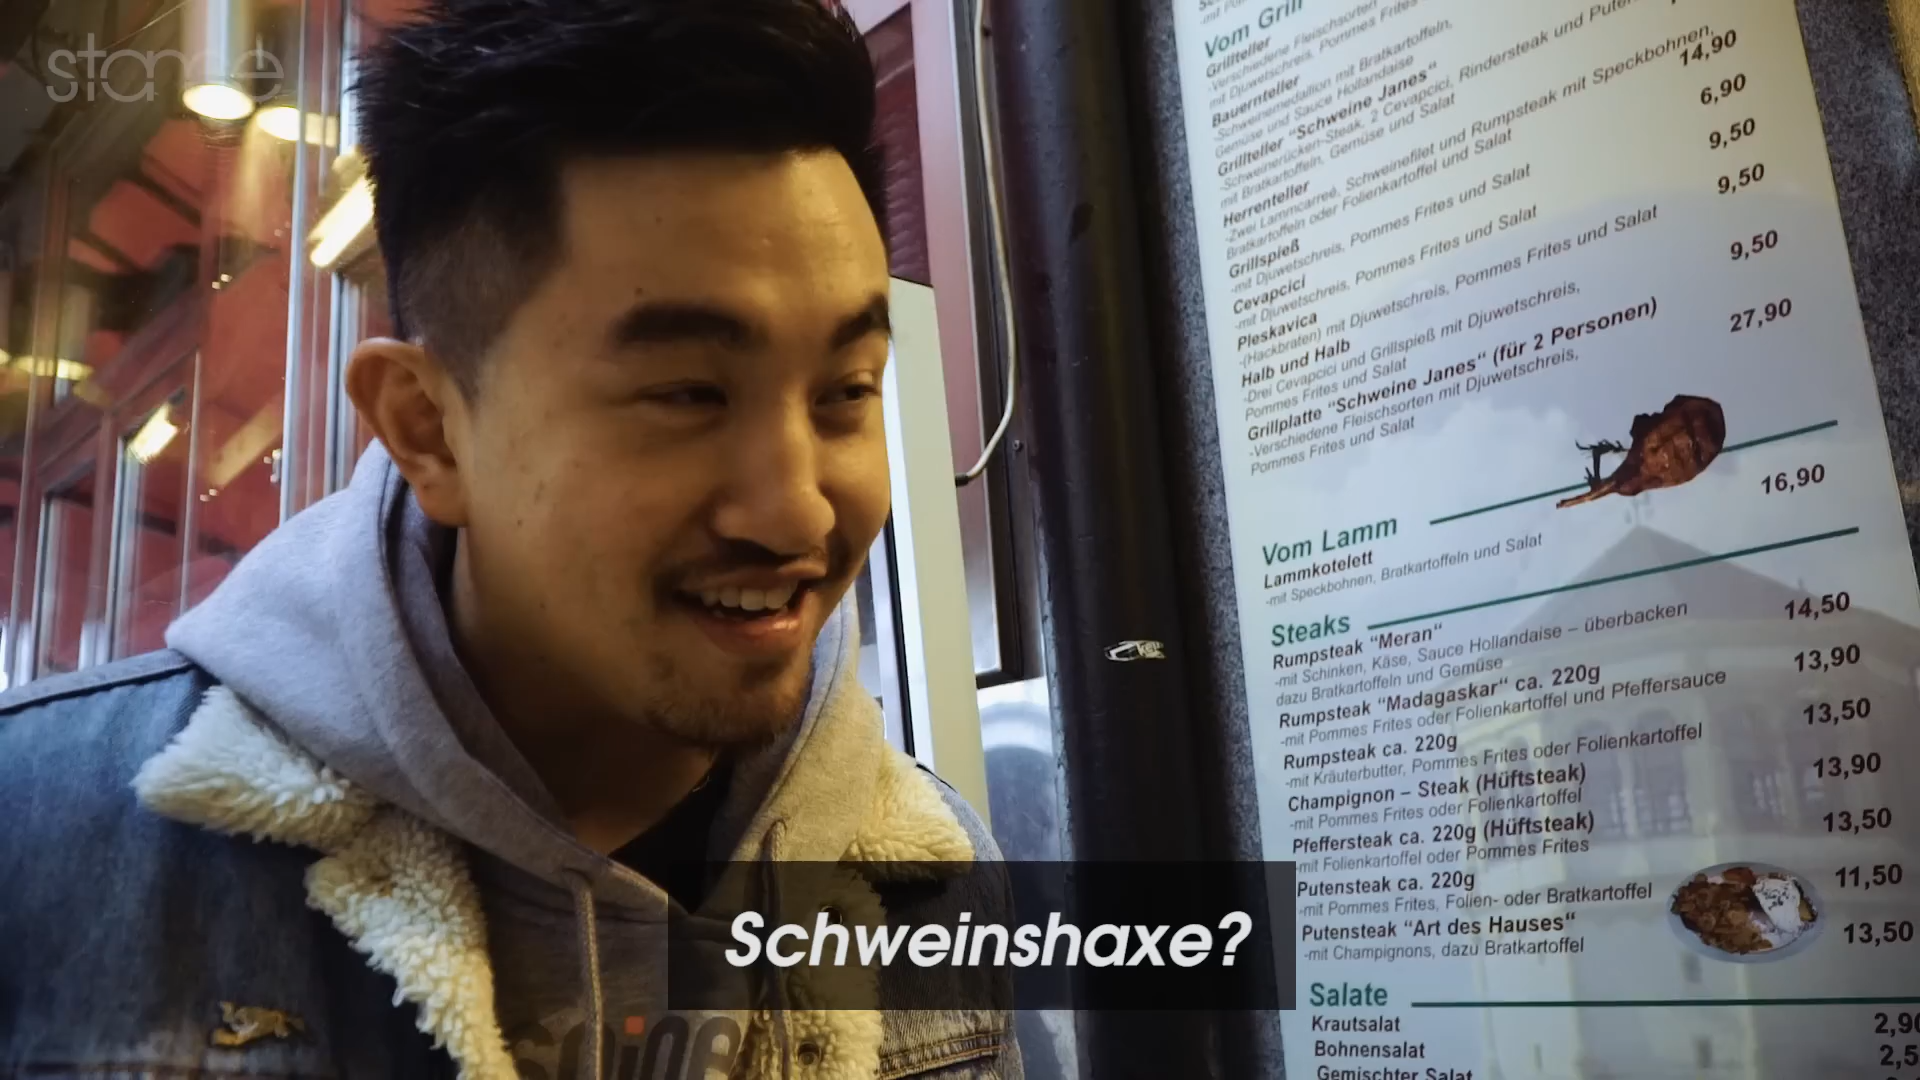 stance
Vom Grill
Grillteller
-Verschiedene Fleischsorten
mit Djuwetschreis, Pommes Frites
Bauernteller
-Schweinemedaillon mit Bratkartoffeln,
Gemüse und Sauce Hollandaise
Grillteller "Schweine Janes"
-Schweinerücken-Steak, 2 Cevapcici, Rindersteak und
mit Bratkartoffeln, Gemüse und Salat
Herrenteller
-Zwei Lammcarreé, Schweinefilet und Rumpsteak mit Speckbohnen,
Bratkartoffeln oder Folienkartoffel und Salat
14,90
Grillspieß
-mit Djuwetschreis, Pommes Frites und Salat
6,90
Cevapcici
-mit Djuwetschreis, Pommes Frites und Salat
9,50
Pleskavica
-(Hackbraten) mit Djuwetschreis, Pommes Frites und Salat
9,50
Halb und Halb
-Drei Cevapcici und Grillspieß mit Djuwetschreis,
Pommes Frites und Salat
9,50
Grillplatte "Schweine Janes" (für 2 Personen)
-Verschiedene Fleischsorten mit Djuwetschreis,
Pommes Frites und Salat
27,90
Vom Lamm
Lammkotelett 16,90
-mit Speckbohnen, Bratkartoffeln und Salat
Steaks
Rumpsteak "Meran" 14,50
-mit Schinken, Käse, Sauce Hollandaise – überbacken
dazu Bratkartoffeln und Gemüse
Rumpsteak "Madagaskar" ca. 220g 13,90
-mit Pommes Frites oder Folienkartoffel und Pfeffersauce
Rumpsteak ca. 220g 13,50
-mit Kräuterbutter, Pommes Frites oder Folienkartoffel
Champignon – Steak (Hüftsteak) 13,90
-mit Pommes Frites oder Folienkartoffel
Pfeffersteak ca. 220g (Hüftsteak) 13,50
-mit Folienkartoffel oder Pommes Frites
Putensteak ca. 220g 11,50
-mit Pommes Frites, Folien- oder Bratkartoffel
Putensteak "Art des Hauses" 13,50
-mit Champignons, dazu Bratkartoffel
Salate
Krautsalat 2,90
Bohnensalat 2,5
Gemischter Salat
Schweinshaxe?